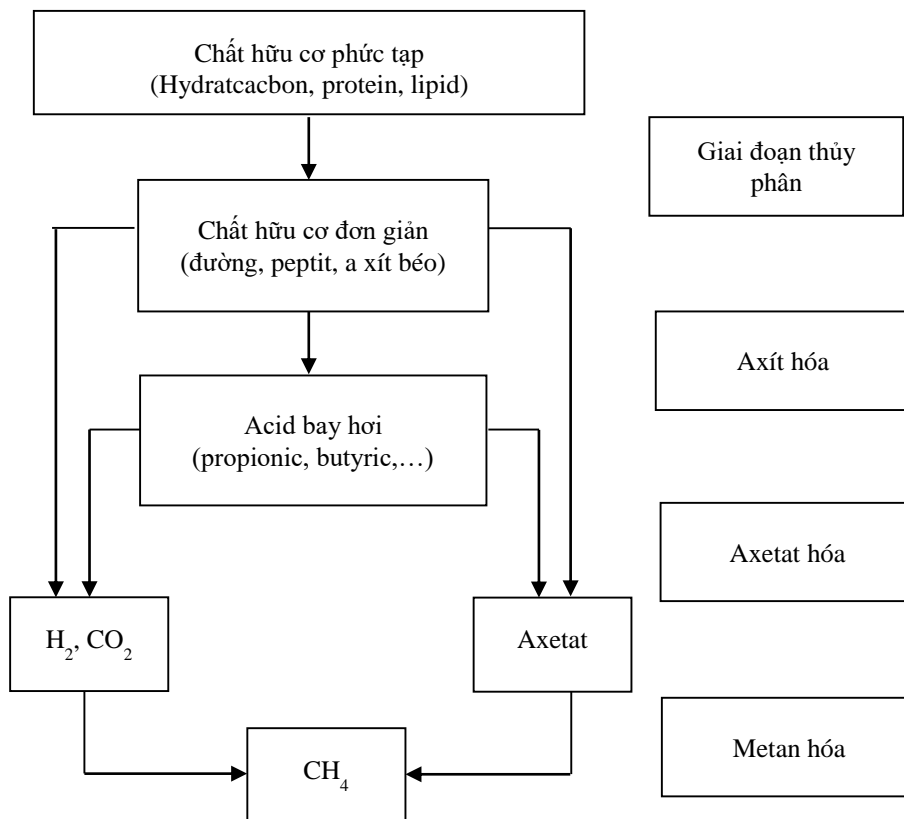 Chất hữu cơ phức tạp
(Hydratcacbon, protein, lipid)
Giai đoạn thủy
phân
Chất hữu cơ đơn giản
(đường, peptit, a xít béo)
Axít hóa
Acid bay hơi
(propionic, butyric,…)
Axetat hóa
H₂, CO₂
Axetat
Metan hóa
CH₄